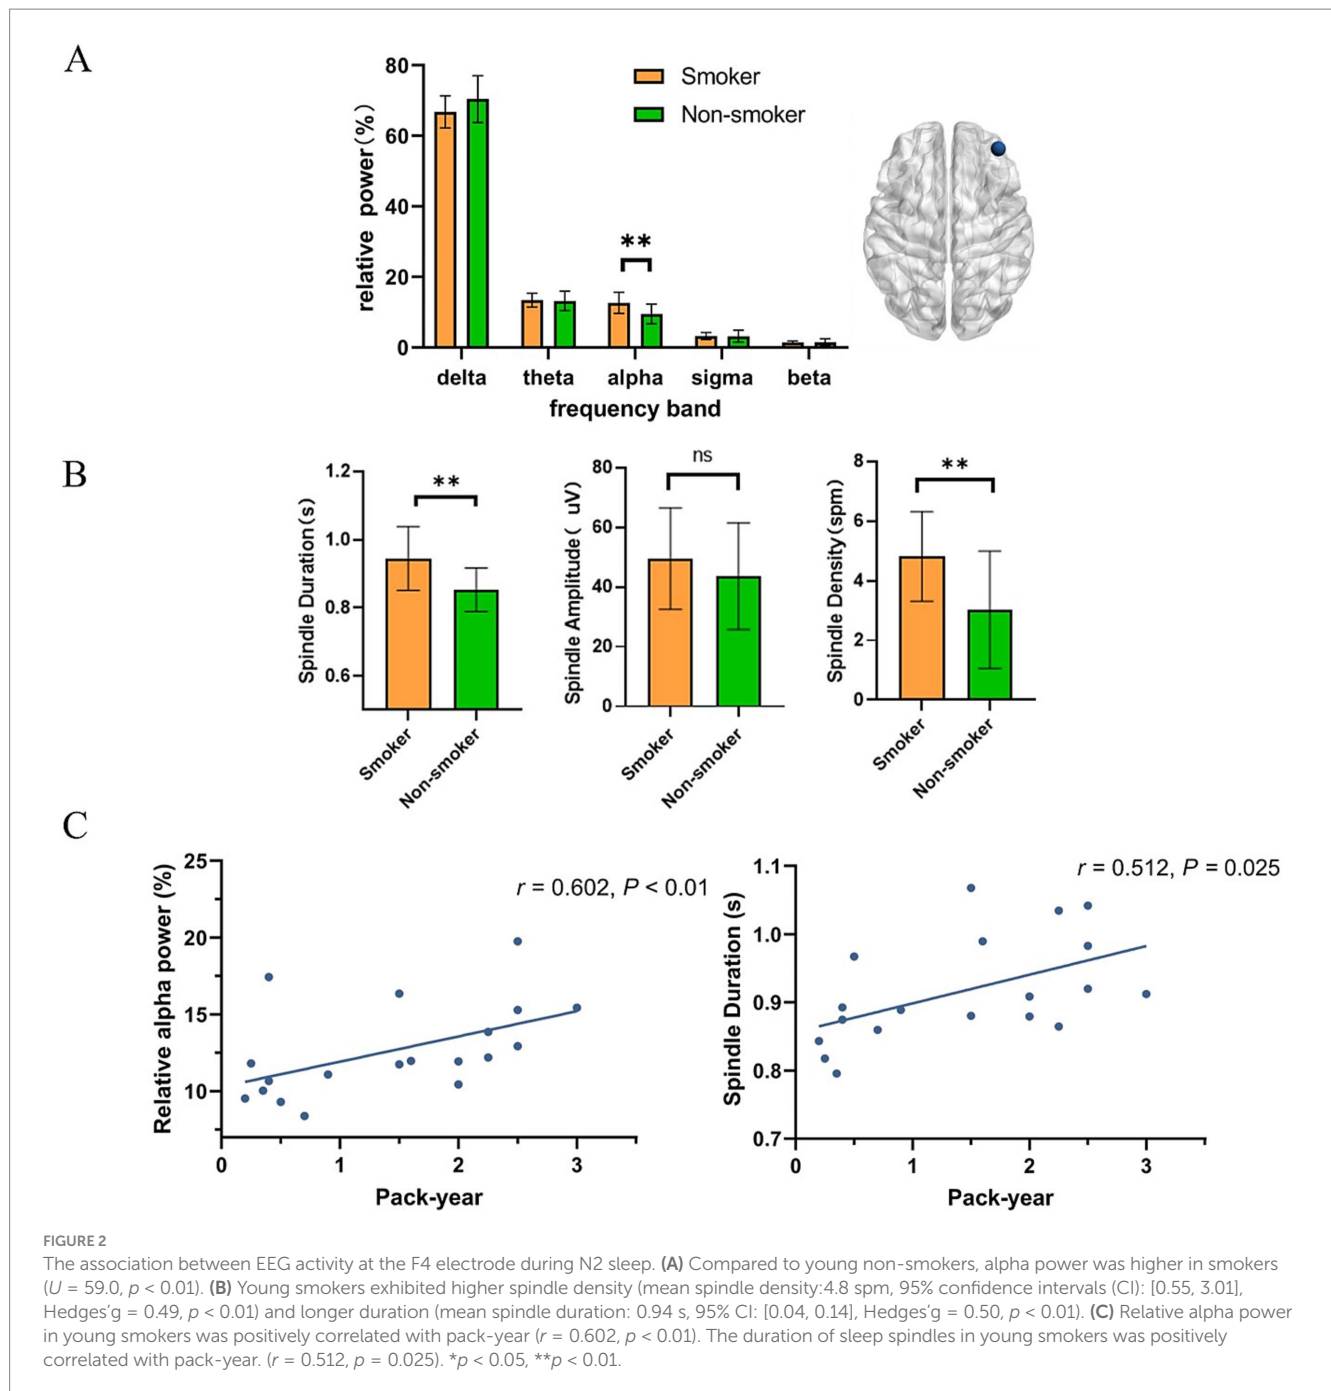 A
80
60
40
20
0
relative power(%)
Smoker
Non-smoker
**
delta theta alpha sigma beta
frequency band
B
1.2
1.0
0.8
0.6
Spindle Duration(s)
**
Smoker
Non-smoker
80
60
40
20
0
Spindle Amplitude( uV)
ns
Smoker
Non-smoker
8
6
4
2
0
Spindle Density(spm)
**
Smoker
Non-smoker
C
25
20
15
10
Relative alpha power (%)
r = 0.602, P < 0.01
0 1 2 3
Pack-year
1.1
1.0
0.9
0.8
0.7
Spindle Duration (s)
r = 0.512, P = 0.025
0 1 2 3
Pack-year
FIGURE 2
The association between EEG activity at the F4 electrode during N2 sleep. (A) Compared to young non-smokers, alpha power was higher in smokers
(U = 59.0, p < 0.01). (B) Young smokers exhibited higher spindle density (mean spindle density:4.8 spm, 95% confidence intervals (CI): [0.55, 3.01],
Hedges'g = 0.49, p < 0.01) and longer duration (mean spindle duration: 0.94 s, 95% CI: [0.04, 0.14], Hedges'g = 0.50, p < 0.01). (C) Relative alpha power
in young smokers was positively correlated with pack-year (r = 0.602, p < 0.01). The duration of sleep spindles in young smokers was positively
correlated with pack-year. (r = 0.512, p = 0.025). *p < 0.05, **p < 0.01.